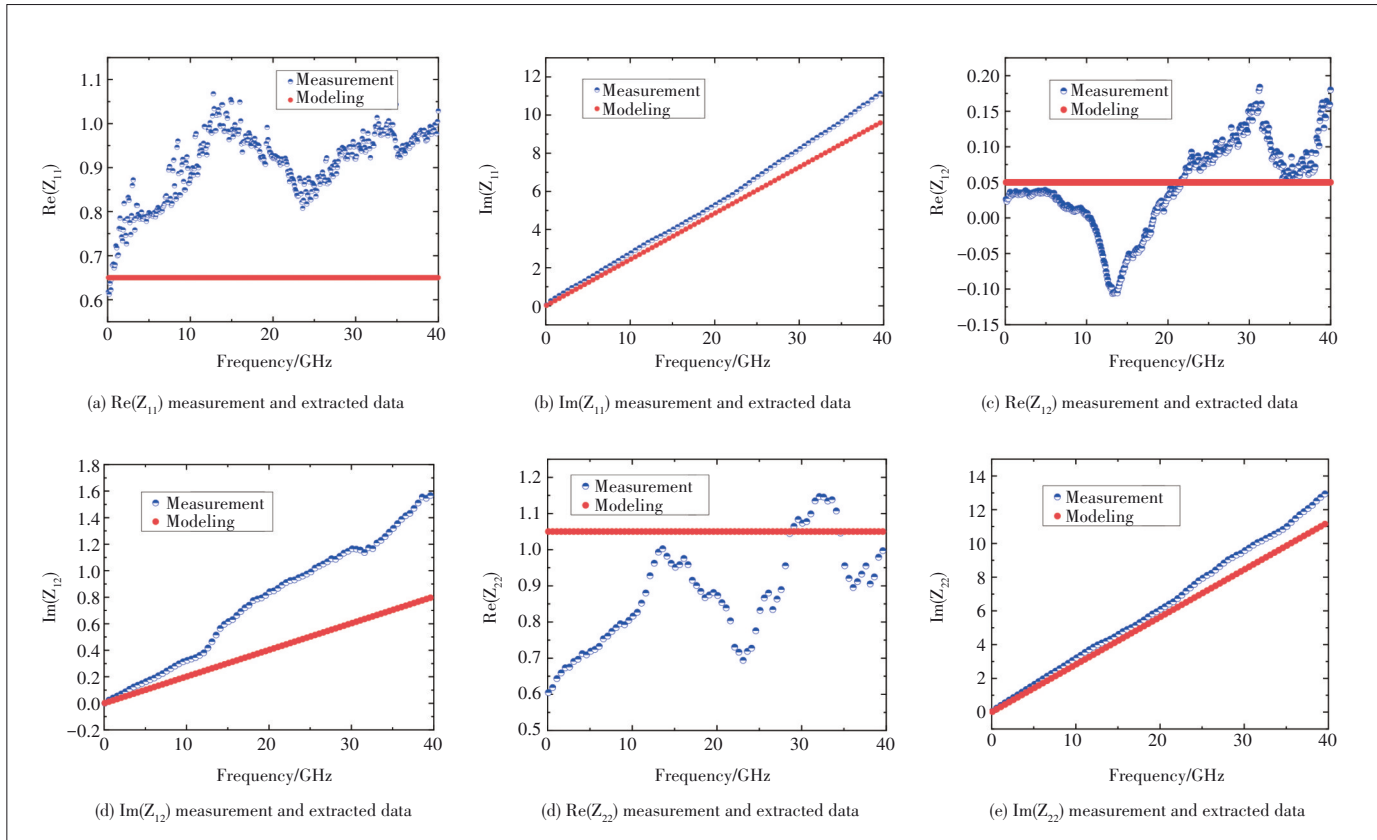 1.1
1.0
0.9
0.8
0.7
0.6
Re(Z11)
Measurement
Modeling
0 10 20 30 40
Frequency/GHz
(a) Re(Z11) measurement and extracted data
12
10
8
6
4
2
0
Im(Z11)
Measurement
Modeling
0 10 20 30 40
Frequency/GHz
(b) Im(Z11) measurement and extracted data
0.20
0.15
0.10
0.05
0.00
−0.05
−0.10
−0.15
Re(Z12)
Measurement
Modeling
0 10 20 30 40
Frequency/GHz
(c) Re(Z12) measurement and extracted data
1.8
1.6
1.4
1.2
1.0
0.8
0.6
0.4
0.2
0.0
−0.2
Im(Z12)
Measurement
Modeling
0 10 20 30 40
Frequency/GHz
(d) Im(Z12) measurement and extracted data
1.2
1.1
1.0
0.9
0.8
0.7
0.6
0.5
Re(Z22)
Measurement
Modeling
0 10 20 30 40
Frequency/GHz
(d) Re(Z22) measurement and extracted data
14
12
10
8
6
4
2
0
Im(Z22)
Measurement
Modeling
0 10 20 30 40
Frequency/GHz
(e) Im(Z22) measurement and extracted data